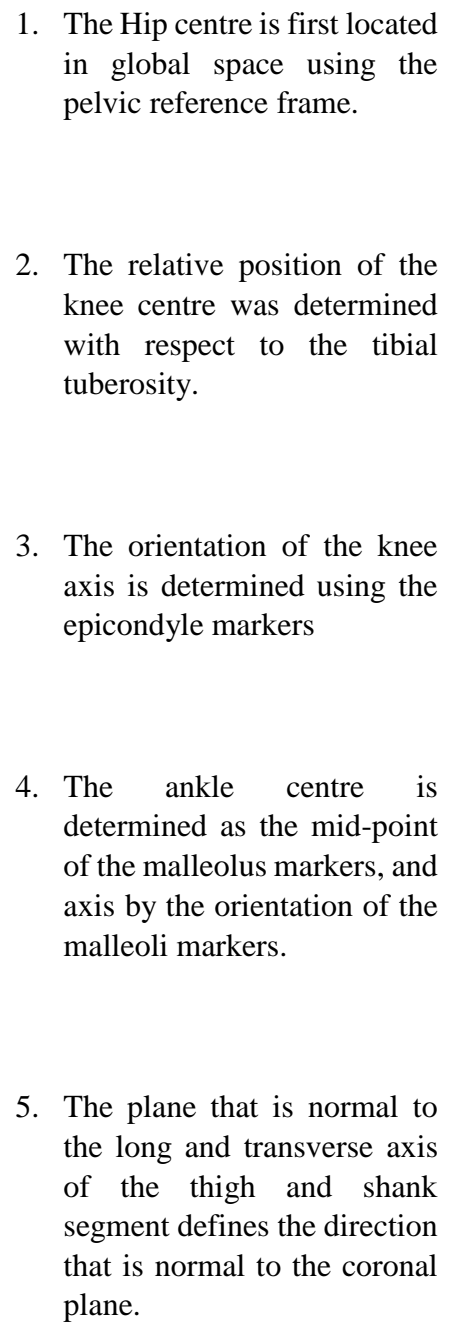 1. The Hip centre is first located
in global space using the
pelvic reference frame.
2. The relative position of the
knee centre was determined
with respect to the tibial
tuberosity.
3. The orientation of the knee
axis is determined using the
epicondyle markers
4. The ankle centre is
determined as the mid-point
of the malleolus markers, and
axis by the orientation of the
malleoli markers.
5. The plane that is normal to
the long and transverse axis
of the thigh and shank
segment defines the direction
that is normal to the coronal
plane.